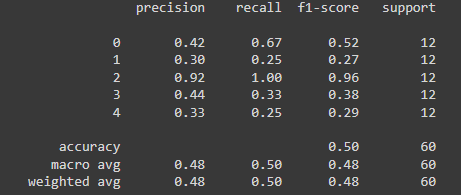 precision recall f1-score support
0 0.42 0.67 0.52 12
1 0.30 0.25 0.27 12
2 0.92 1.00 0.96 12
3 0.44 0.33 0.38 12
4 0.33 0.25 0.29 12
accuracy 0.50 60
macro avg 0.48 0.50 0.48 60
weighted avg 0.48 0.50 0.48 60